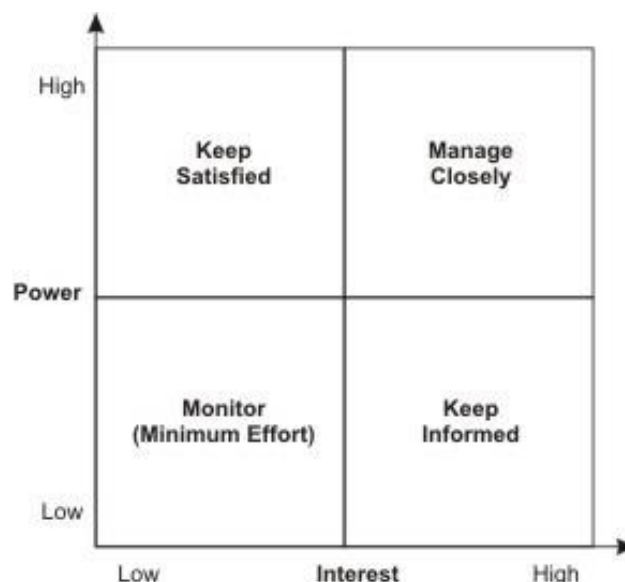 High
Keep
Satisfied
Manage
Closely
Power
Monitor
(Minimum Effort)
Keep
Informed
Low
Low
Interest
High